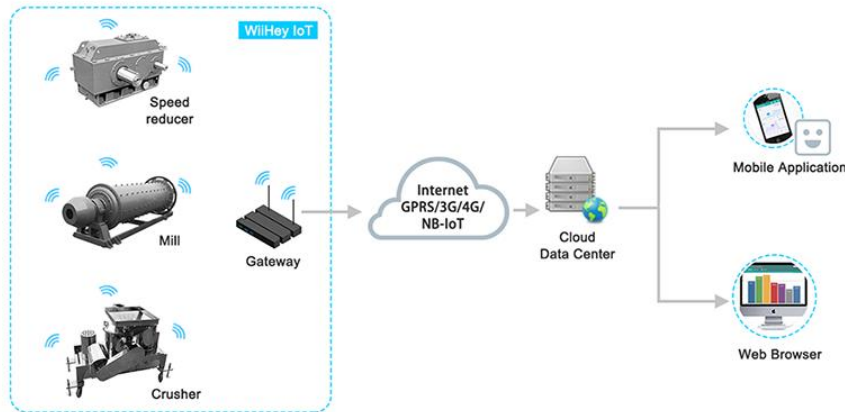 WiiHey IoT
Speed
reducer
Mill
Gateway
Crusher
Internet
GPRS/3G/4G/
NB-IoT
Cloud
Data Center
Mobile Application
Web Browser